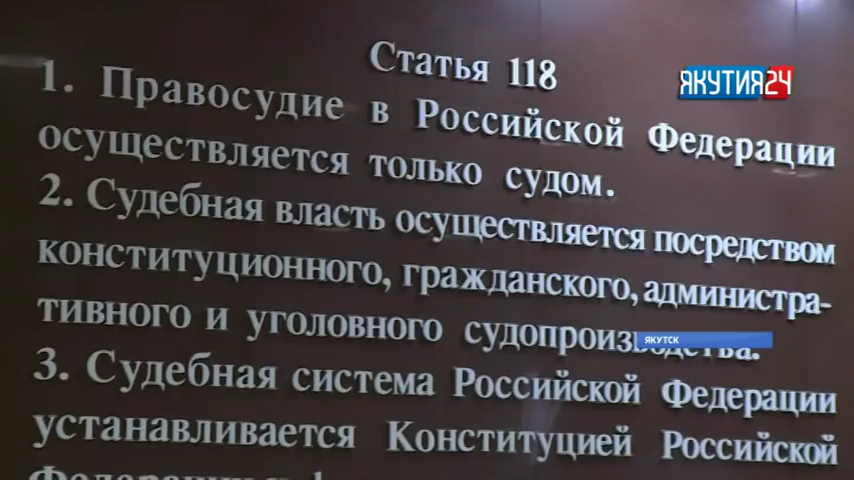 Статья 118
ЯКУТИЯ24
1. Правосудие в Российской Федерации
осуществляется только судом.
2. Судебная власть осуществляется посредством
конституционного, гражданского, администра-
тивного и уголовного судопроизводства.
ЯКУТСК
3. Судебная система Российской Федерации
устанавливается Конституцией Российской